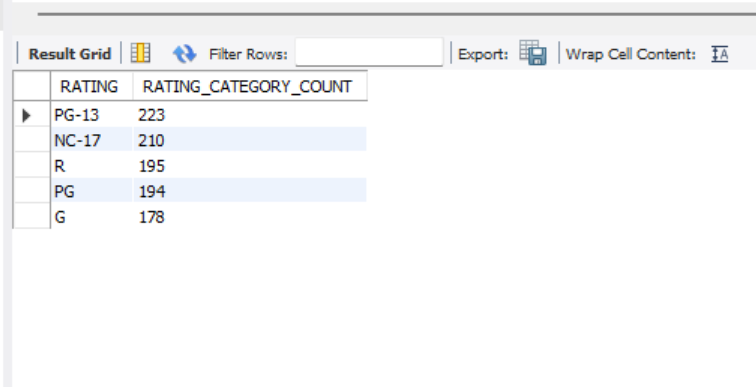 Result Grid Filter Rows: Export: Wrap Cell Content: IA
RATING RATING_CATEGORY_COUNT
PG-13 223
NC-17 210
R 195
PG 194
G 178